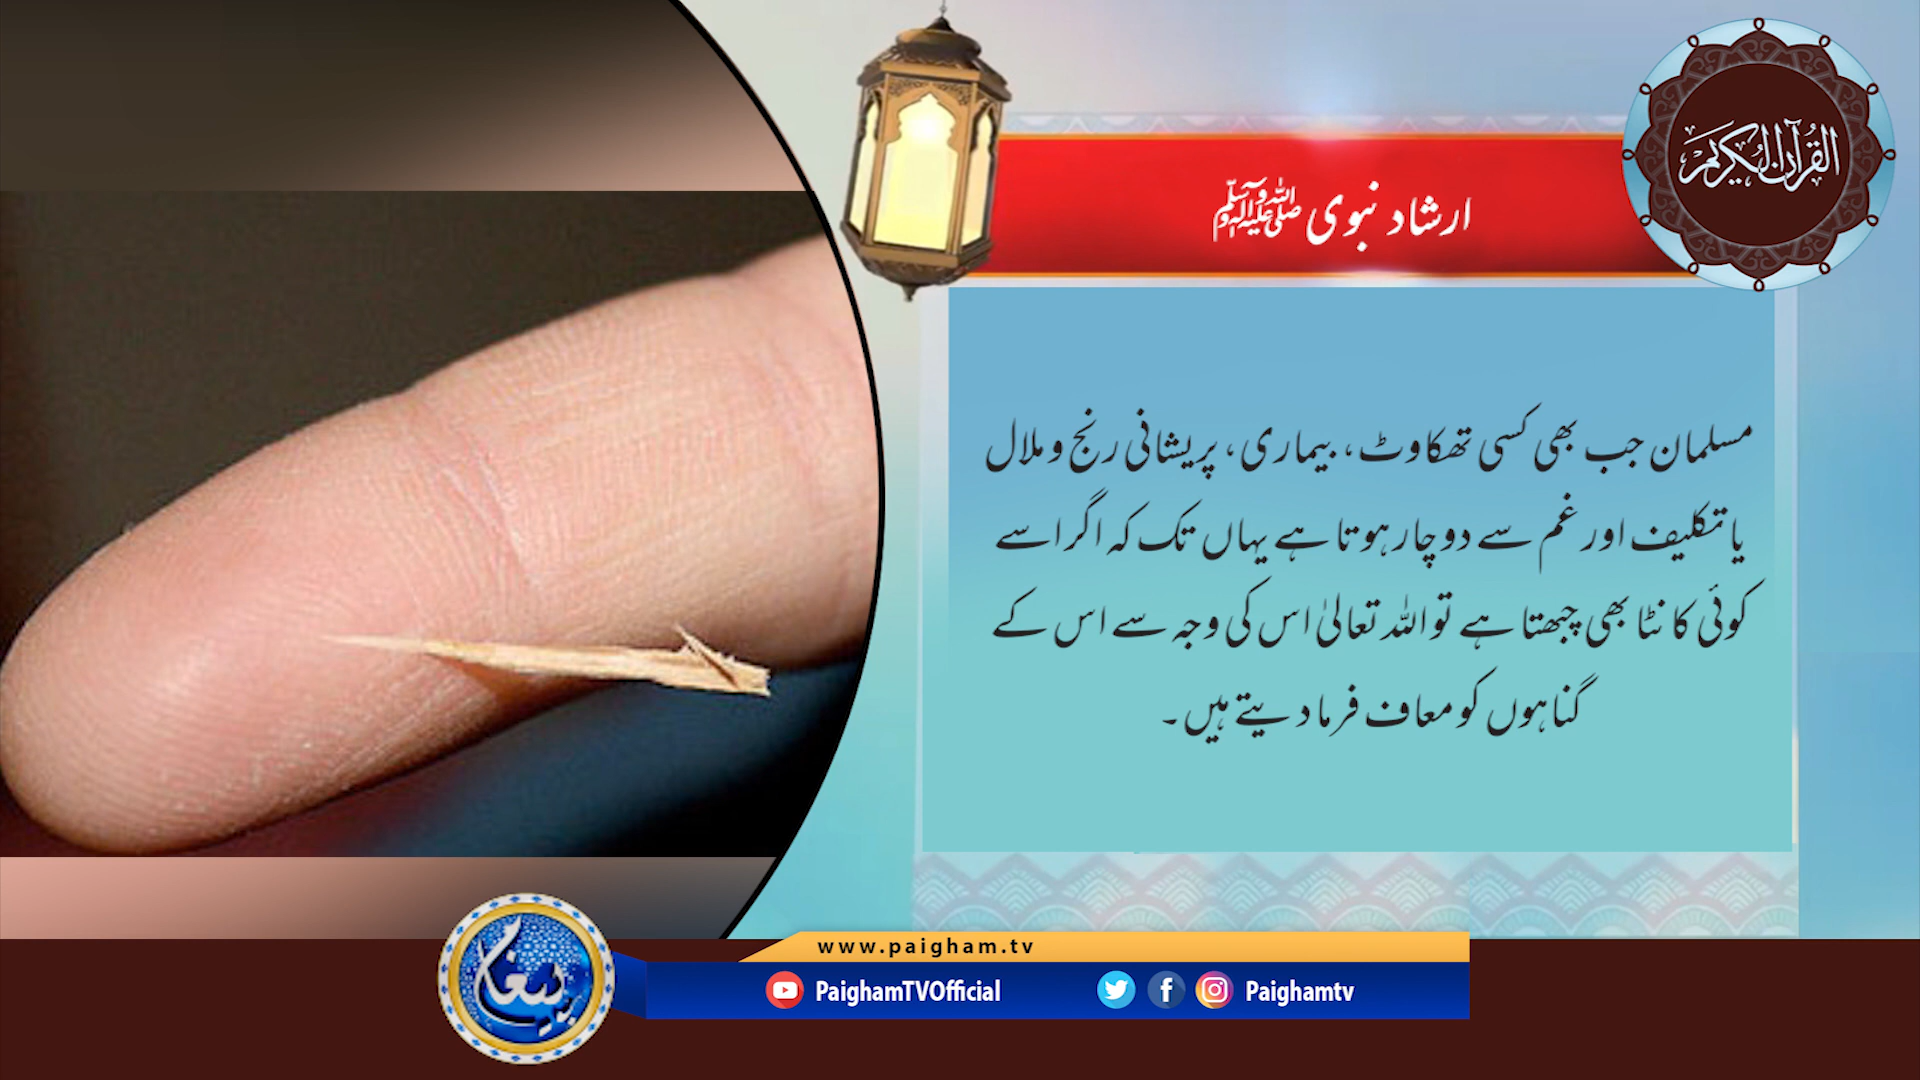 القرآن الكريم
ارشاد نبوی ﷺ
مسلمان جب بھی کسی تھکاوٹ، بیماری، پریشانی رنج و ملال
یا تکلیف اور غم سے دوچار ہوتا ہے یہاں تک کہ اگر اسے
کوئی کانٹا بھی چبھتا ہے تو اللہ تعالیٰ اس کی وجہ سے اس کے
گناہوں کو معاف فرما دیتے ہیں۔
پیغام
www.paigham.tv
PaighamTVOfficial
Paighamtv